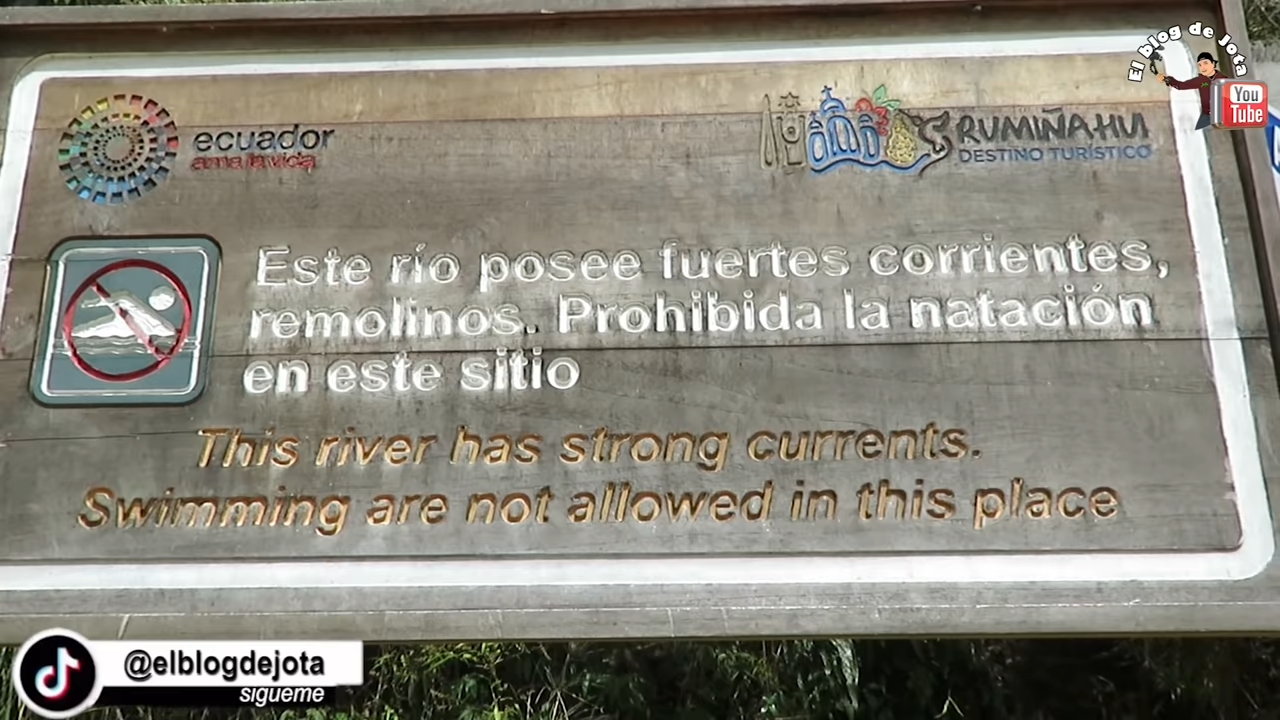 El blog de Jota
You
Tube
ecuador
ama la vida
RUMIÑAHUI
DESTINO TURÍSTICO
Este río posee fuertes corrientes,
remolinos. Prohibida la natación
en este sitio
This river has strong currents.
Swimming are not allowed in this place
@elblogdejota
sigueme